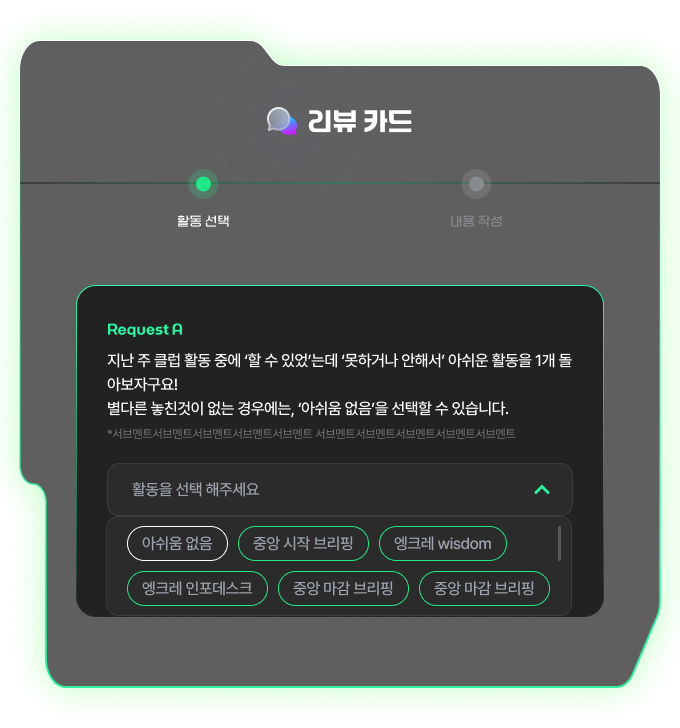 리뷰 카드
활동 선택
내용 작성
Request A
지난 주 클럽 활동 중에 ‘할 수 있었’는데 ‘못하거나 안해서’ 아쉬운 활동을 1개 돌
아보자구요!
별다른 놓친것이 없는 경우에는, ‘아쉬움 없음’을 선택할 수 있습니다.
*서브멘트서브멘트서브멘트서브멘트서브멘트 서브멘트서브멘트서브멘트서브멘트서브멘트
활동을 선택 해주세요
아쉬움 없음 중앙 시작 브리핑 엥크레 wisdom
엥크레 인포데스크 중앙 마감 브리핑 중앙 마감 브리핑